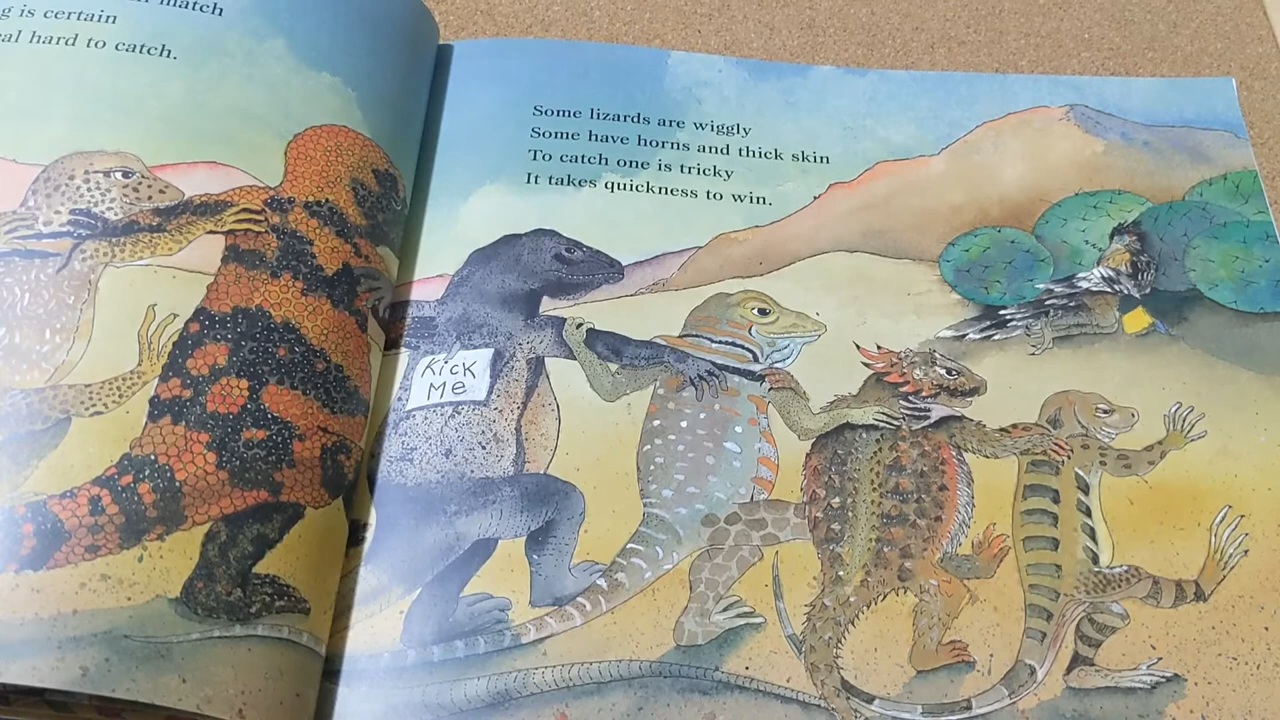 match
g is certain
al hard to catch.
Some lizards are wiggly
Some have horns and thick skin
To catch one is tricky
It takes quickness to win.
Kick
Me